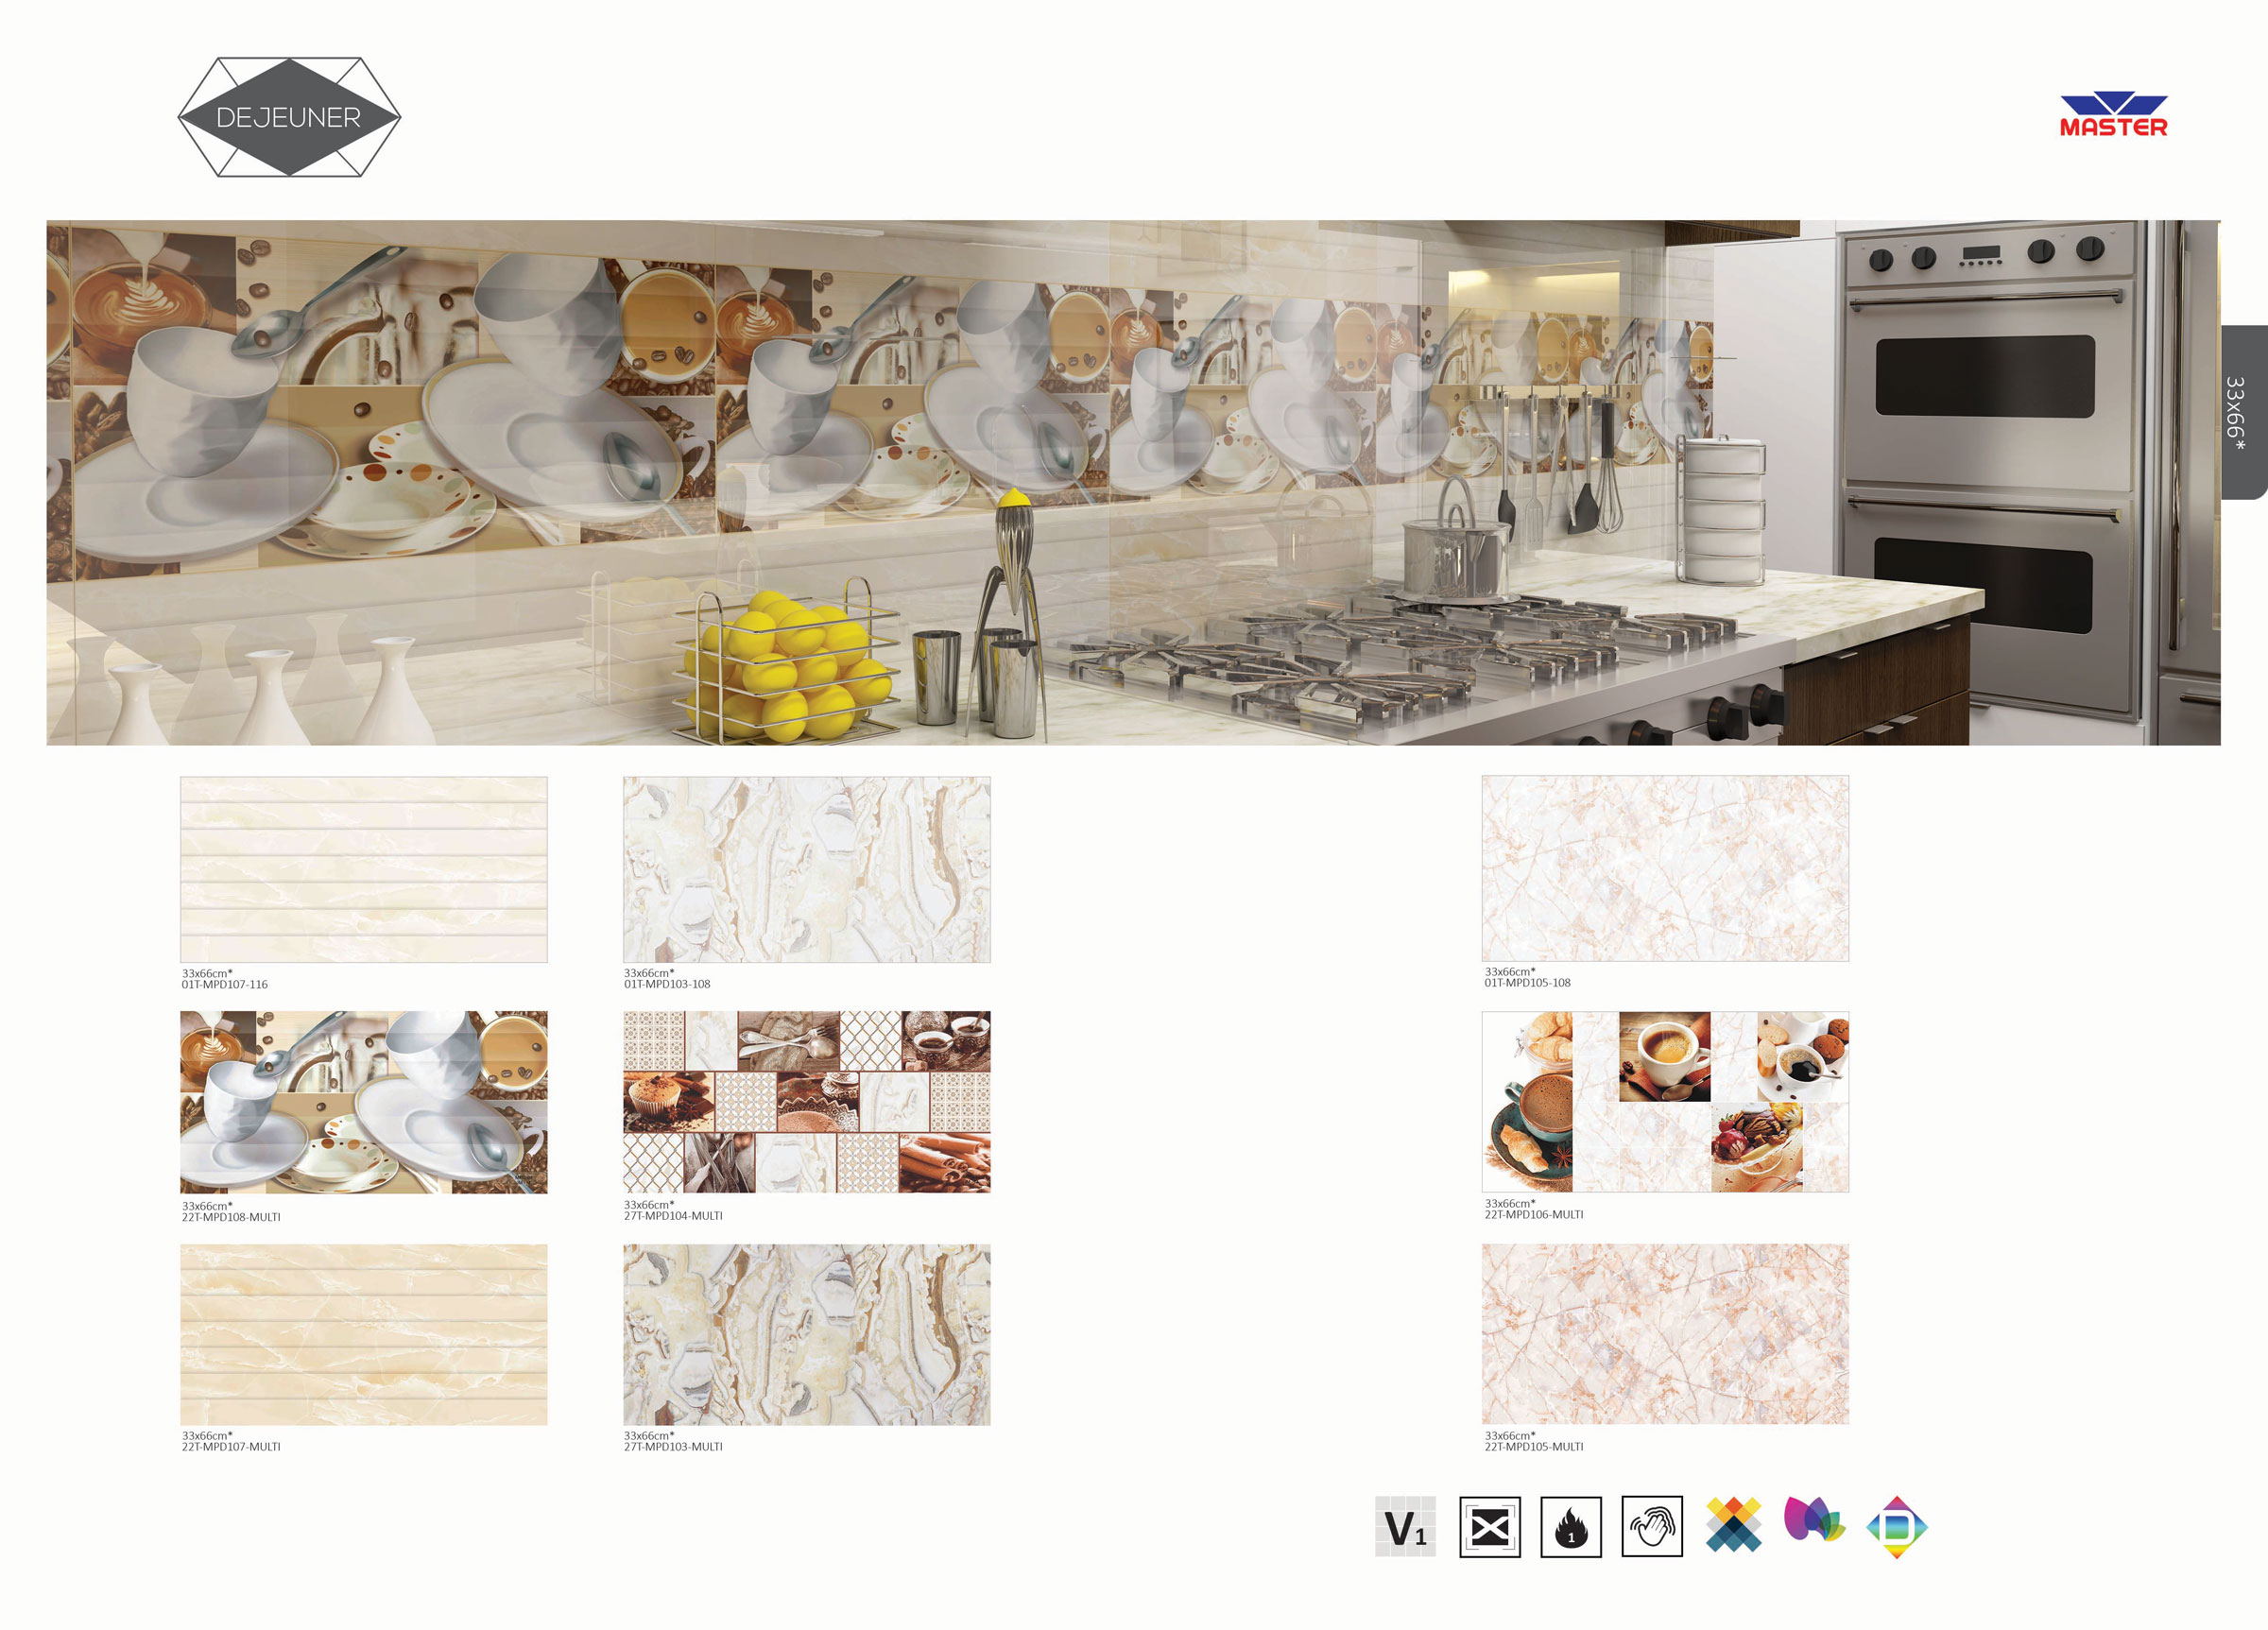 DEJEUNER
MASTER
33x66*
33x66cm*
01T-MPD107-116
33x66cm*
01T-MPD103-108
33x66cm*
01T-MPD105-108
33x66cm*
22T-MPD108-MULTI
33x66cm*
27T-MPD104-MULTI
33x66cm*
22T-MPD106-MULTI
33x66cm*
22T-MPD107-MULTI
33x66cm*
27T-MPD103-MULTI
33x66cm*
22T-MPD105-MULTI
V1
1
D